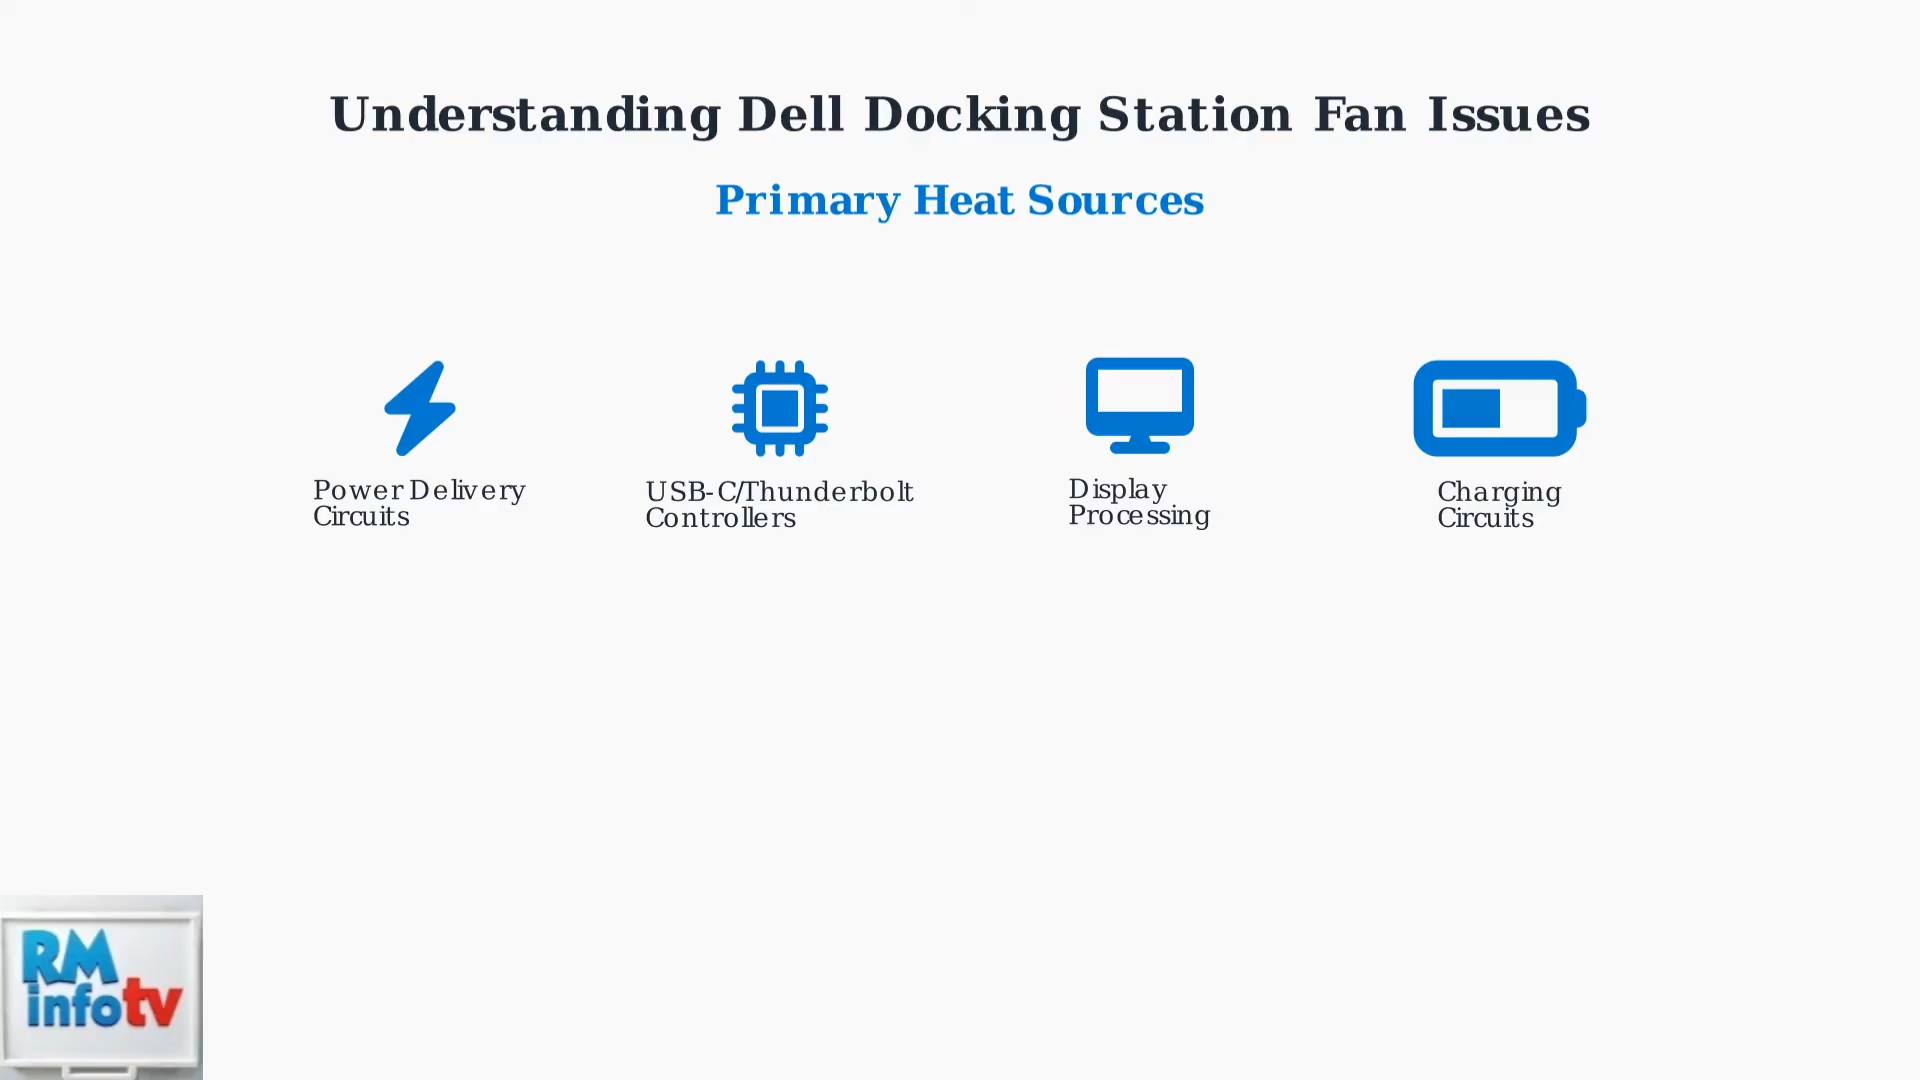 Understanding Dell Docking Station Fan Issues
Primary Heat Sources
Power Delivery
Circuits
USB-C/Thunderbolt
Controllers
Display
Processing
Charging
Circuits
RM
infotv